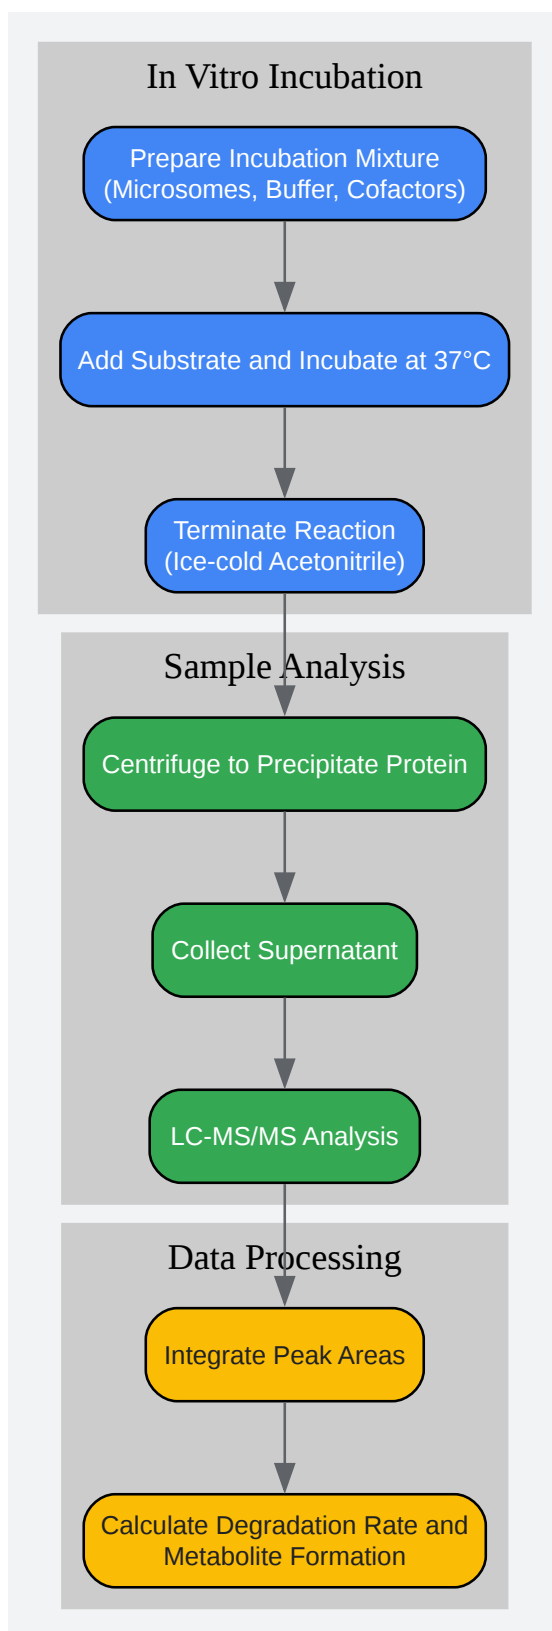 In Vitro Incubation
Prepare Incubation Mixture
(Microsomes, Buffer, Cofactors)
Add Substrate and Incubate at 37°C
Terminate Reaction
(Ice-cold Acetonitrile)
Sample Analysis
Centrifuge to Precipitate Protein
Collect Supernatant
LC-MS/MS Analysis
Data Processing
Integrate Peak Areas
Calculate Degradation Rate and
Metabolite Formation